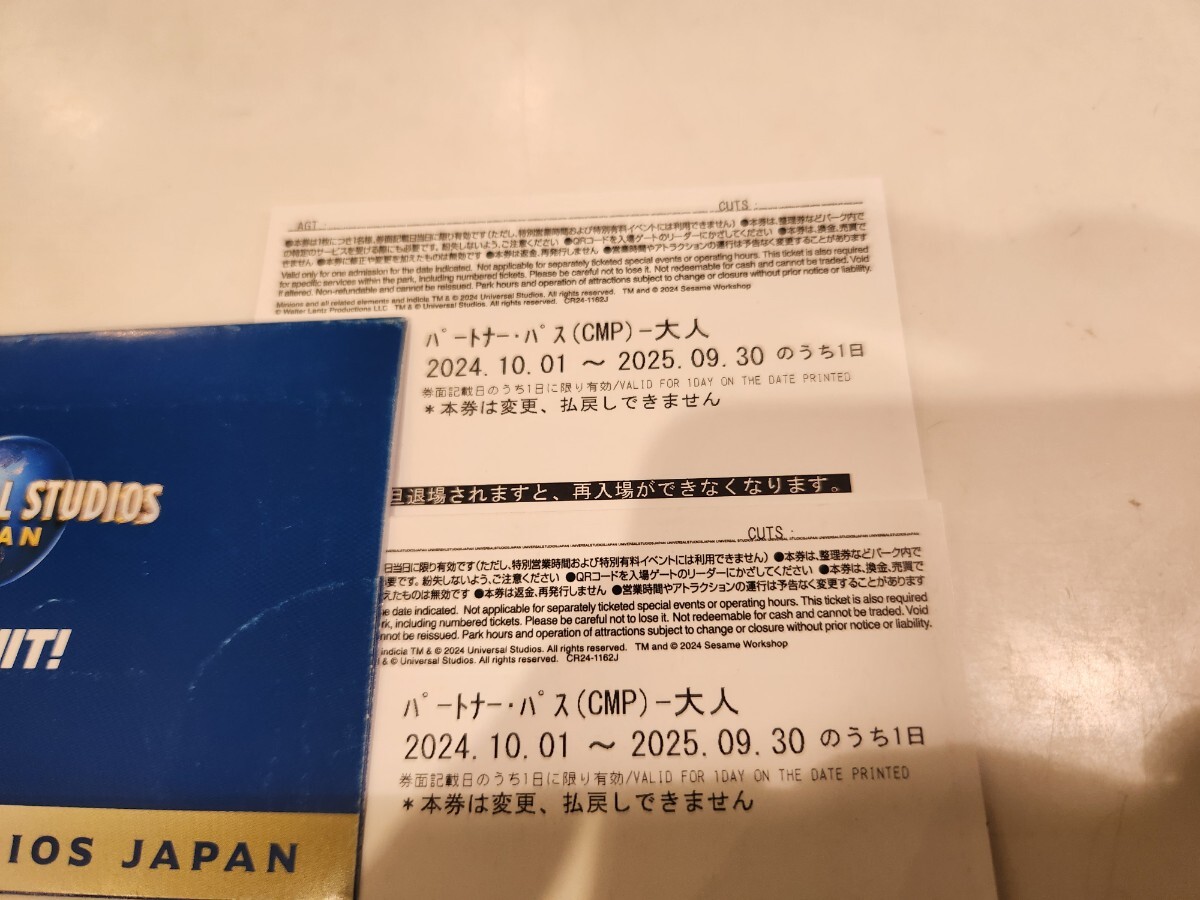 AGT :
CUTS :
●本券は1枚につき1名様、券面記載日当日に限り有効です(ただし、特別営業時間および特別有料イベントには利用できません) ●本券は、整理券などパーク内で
の特定のサービスを受ける際にも必要です。紛失しないよう、ご注意ください ●QRコードを入場ゲートのリーダーにかざしてください ●本券は、換金、売買で
きません ●本券に修正や変更を加えたものは無効です ●本券は返金、再発行しません ●営業時間やアトラクションの運行は予告なく変更することがあります
Valid only for one admission for the date indicated. Not applicable for separately ticketed special events or operating hours. This ticket is also required
for specific services within the park, including numbered tickets. Please be careful not to lose it. Not redeemable for cash and cannot be traded. Void
if altered. Non-refundable and cannot be reissued. Park hours and operation of attractions subject to change or closure without prior notice or liability.
Minions and all related elements and indicia TM & © 2024 Universal Studios. All rights reserved. TM and © 2024 Sesame Workshop
© Walter Lantz Productions LLC TM & © Universal Studios. All rights reserved. CR24-1162J
パートナー・パス(CMP)-大人
2024.10.01 ~ 2025.09.30 のうち1日
券面記載日のうち1日に限り有効/VALID FOR 1DAY ON THE DATE PRINTED
*本券は変更、払戻しできません
旦退場されますと、再入場ができなくなります。
CUTS :
日当日に限り有効です(ただし、特別営業時間および特別有料イベントには利用できません) ●本券は、整理券などパーク内で
要です。紛失しないよう、ご注意ください ●QRコードを入場ゲートのリーダーにかざしてください ●本券は、換金、売買で
えたものは無効です ●本券は返金、再発行しません ●営業時間やアトラクションの運行は予告なく変更することがあります
e date indicated. Not applicable for separately ticketed special events or operating hours. This ticket is also required
rk, including numbered tickets. Please be careful not to lose it. Not redeemable for cash and cannot be traded. Void
nnot be reissued. Park hours and operation of attractions subject to change or closure without prior notice or liability.
indicia TM & © 2024 Universal Studios. All rights reserved. TM and © 2024 Sesame Workshop
& © Universal Studios. All rights reserved. CR24-1162J
パートナー・パス(CMP)-大人
2024.10.01 ~ 2025.09.30 のうち1日
券面記載日のうち1日に限り有効/VALID FOR 1DAY ON THE DATE PRINTED
*本券は変更、払戻しできません
L STUDIOS
AN
IT!
IOS JAPAN